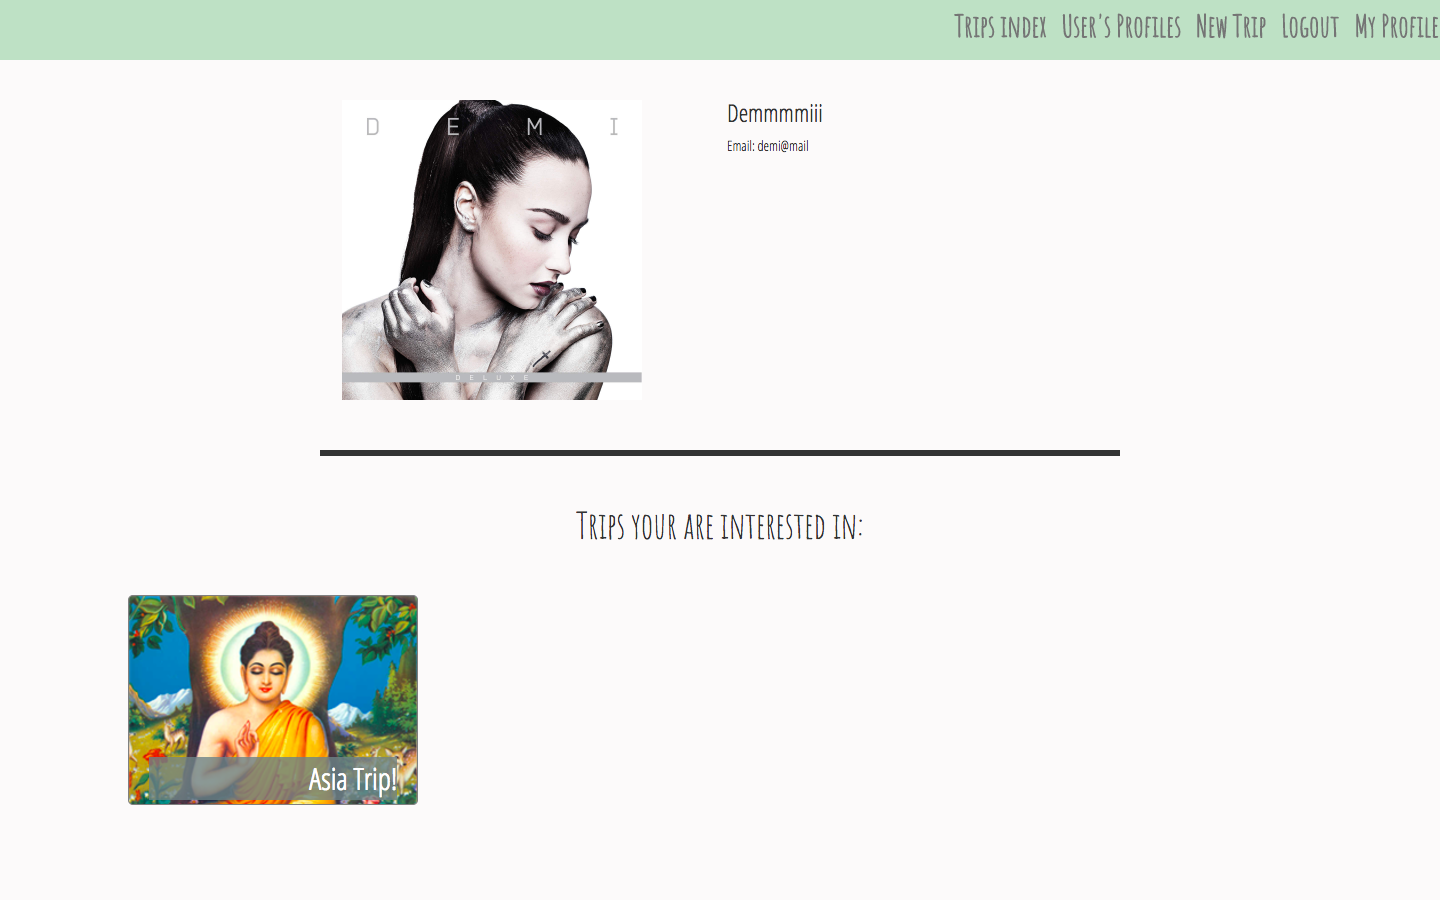 Trips index User's Profiles New Trip Logout My Profile
D E M I
Demmmmiii
Email: demi@mail
DELUXE
Trips your are interested in:
Asia Trip!